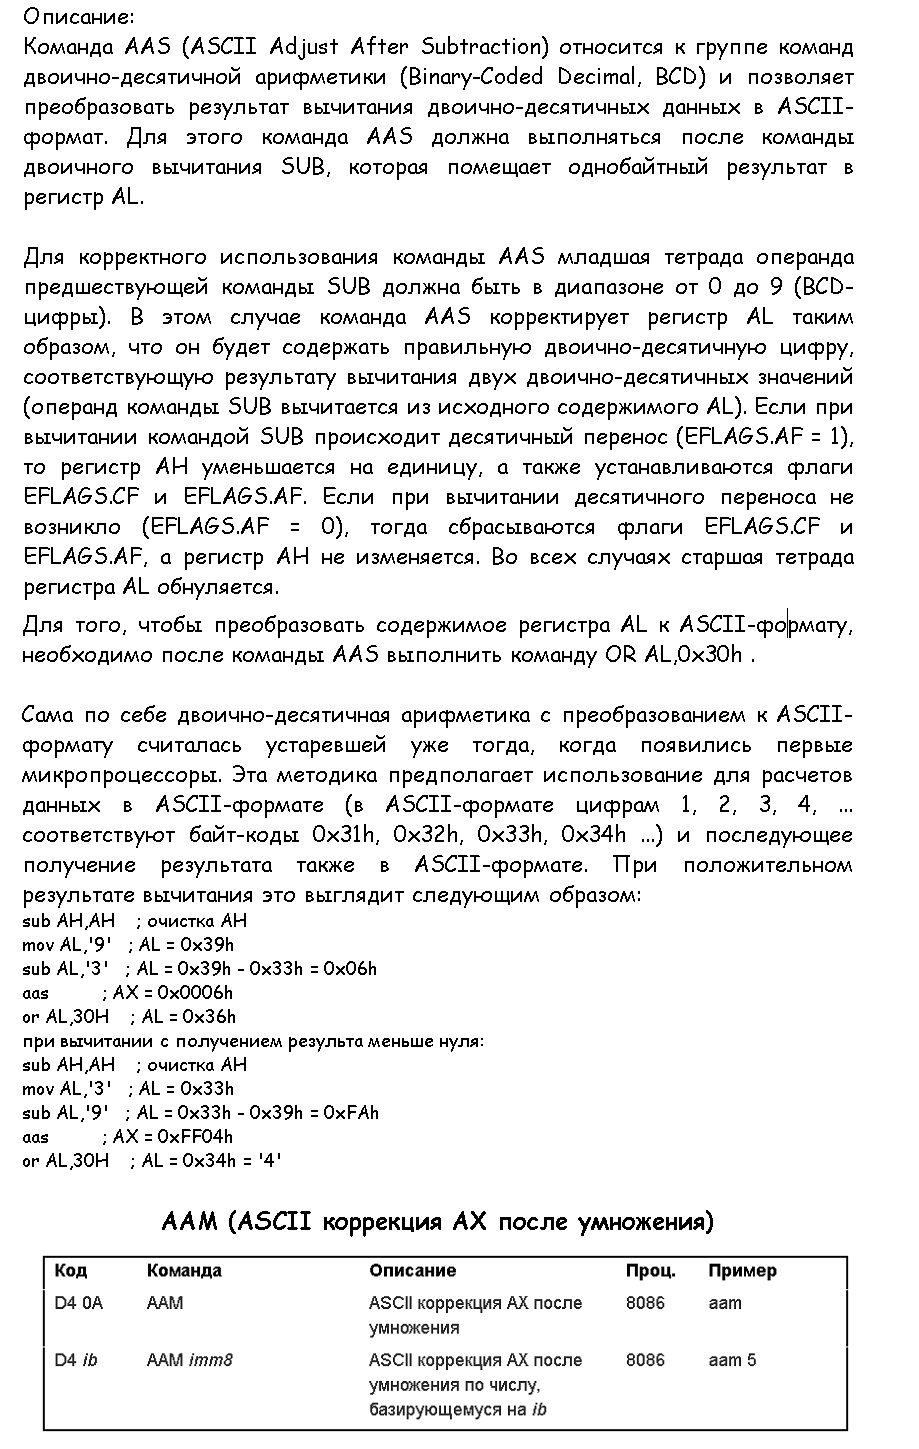 Описание:
Команда AAS (ASCII Adjust After Subtraction) относится к группе команд
двоично-десятичной арифметики (Binary-Coded Decimal, BCD) и позволяет
преобразовать результат вычитания двоично-десятичных данных в ASCII-
формат. Для этого команда AAS должна выполняться после команды
двоичного вычитания SUB, которая помещает однобайтный результат в
регистр AL.
Для корректного использования команды AAS младшая тетрада операнда
предшествующей команды SUB должна быть в диапазоне от 0 до 9 (BCD-
цифры). В этом случае команда AAS корректирует регистр AL таким
образом, что он будет содержать правильную двоично-десятичную цифру,
соответствующую результату вычитания двух двоично-десятичных значений
(операнд команды SUB вычитается из исходного содержимого AL). Если при
вычитании командой SUB происходит десятичный перенос (EFLAGS.AF = 1),
то регистр AH уменьшается на единицу, а также устанавливаются флаги
EFLAGS.CF и EFLAGS.AF. Если при вычитании десятичного переноса не
возникло (EFLAGS.AF = 0), тогда сбрасываются флаги EFLAGS.CF и
EFLAGS.AF, а регистр AH не изменяется. Во всех случаях старшая тетрада
регистра AL обнуляется.
Для того, чтобы преобразовать содержимое регистра AL к ASCII-формату,
необходимо после команды AAS выполнить команду OR AL,0x30h .
Сама по себе двоично-десятичная арифметика с преобразованием к ASCII-
формату считалась устаревшей уже тогда, когда появились первые
микропроцессоры. Эта методика предполагает использование для расчетов
данных в ASCII-формате (в ASCII-формате цифрам 1, 2, 3, 4, ...
соответствуют байт-коды 0x31h, 0x32h, 0x33h, 0x34h ...) и последующее
получение результата также в ASCII-формате. При положительном
результате вычитания это выглядит следующим образом:
sub AH,AH ; очистка AH
mov AL,'9' ; AL = 0x39h
sub AL,'3' ; AL = 0x39h - 0x33h = 0x06h
aas ; AX = 0x0006h
or AL,30H ; AL = 0x36h
при вычитании с получением результа меньше нуля:
sub AH,AH ; очистка AH
mov AL,'3' ; AL = 0x33h
sub AL,'9' ; AL = 0x33h - 0x39h = 0xFAh
aas ; AX = 0xFF04h
or AL,30H ; AL = 0x34h = '4'
AAM (ASCII коррекция AX после умножения)
Код Команда Описание Проц. Пример
D4 0A AAM ASCII коррекция AX после 8086 aam
умножения
D4 ib AAM imm8 ASCII коррекция AX после 8086 aam 5
умножения по числу,
базирующемуся на ib